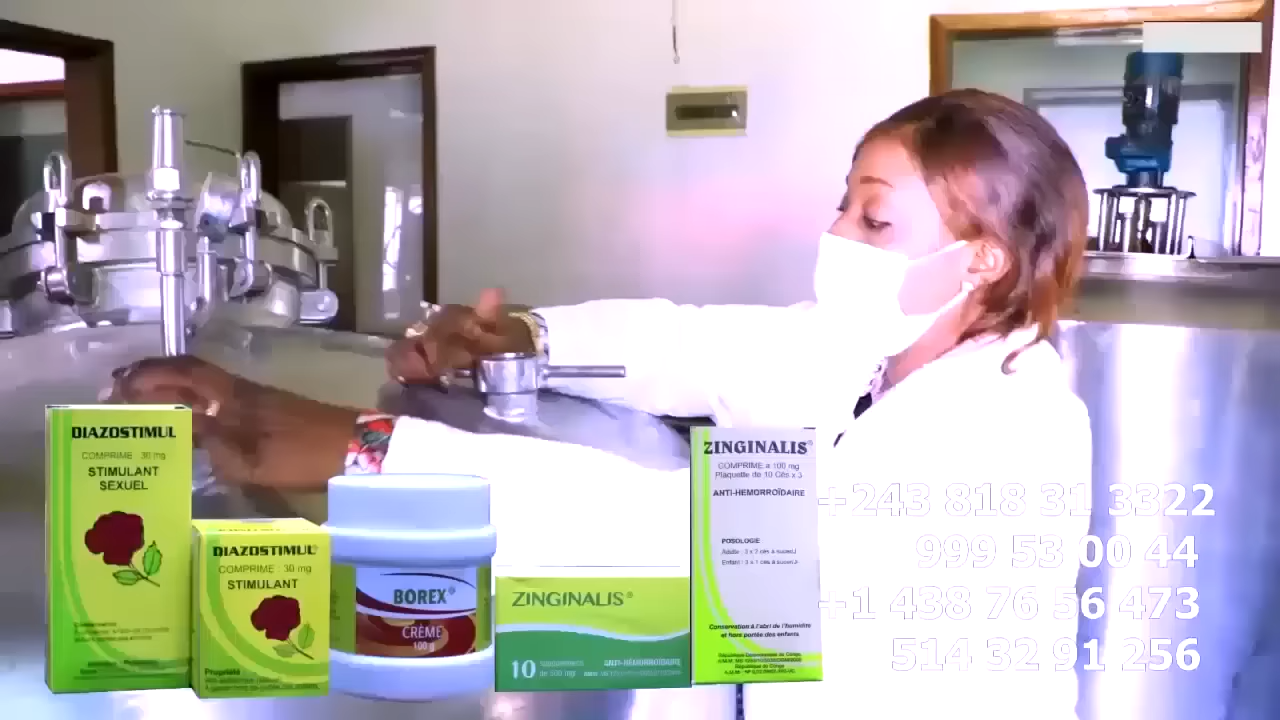 DIAZOSTIMUL
COMPRIME : 30 mg
STIMULANT
SEXUEL
DIAZOSTIMUL
COMPRIME : 30 mg
STIMULANT
Propriété
BOREX®
CRÈME
100 g
ZINGINALIS®
10
ANTI-HÉMORROÏDAIRE
ZINGINALIS®
COMPRIME a 100 mg
Plaquette de 10 Clés x 3
ANTI-HEMORROÏDAIRE
POSOLOGIE
Conservation à l'abri de l'humidité
et hors portée des enfants
+243 818 31 3322
999 53 00 44
+1 438 76 56 473
514 32 91 256